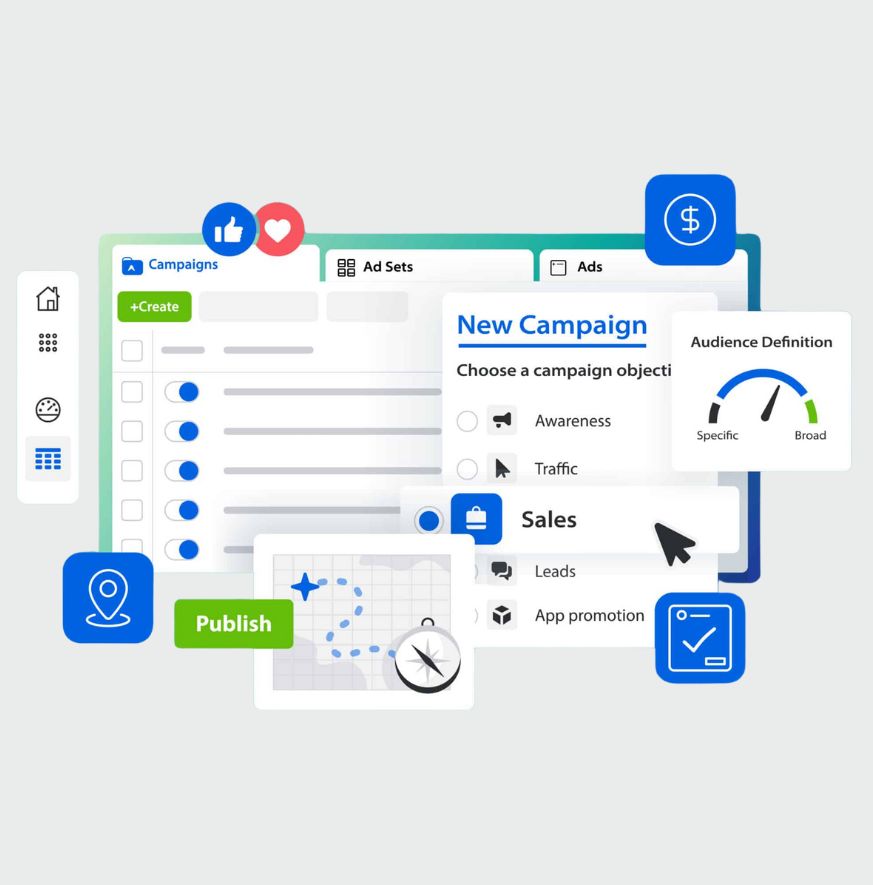 Campaigns
Ad Sets
Ads
+Create
New Campaign
Choose a campaign objecti
Awareness
Traffic
Sales
Leads
App promotion
Audience Definition
Specific
Broad
Publish
$